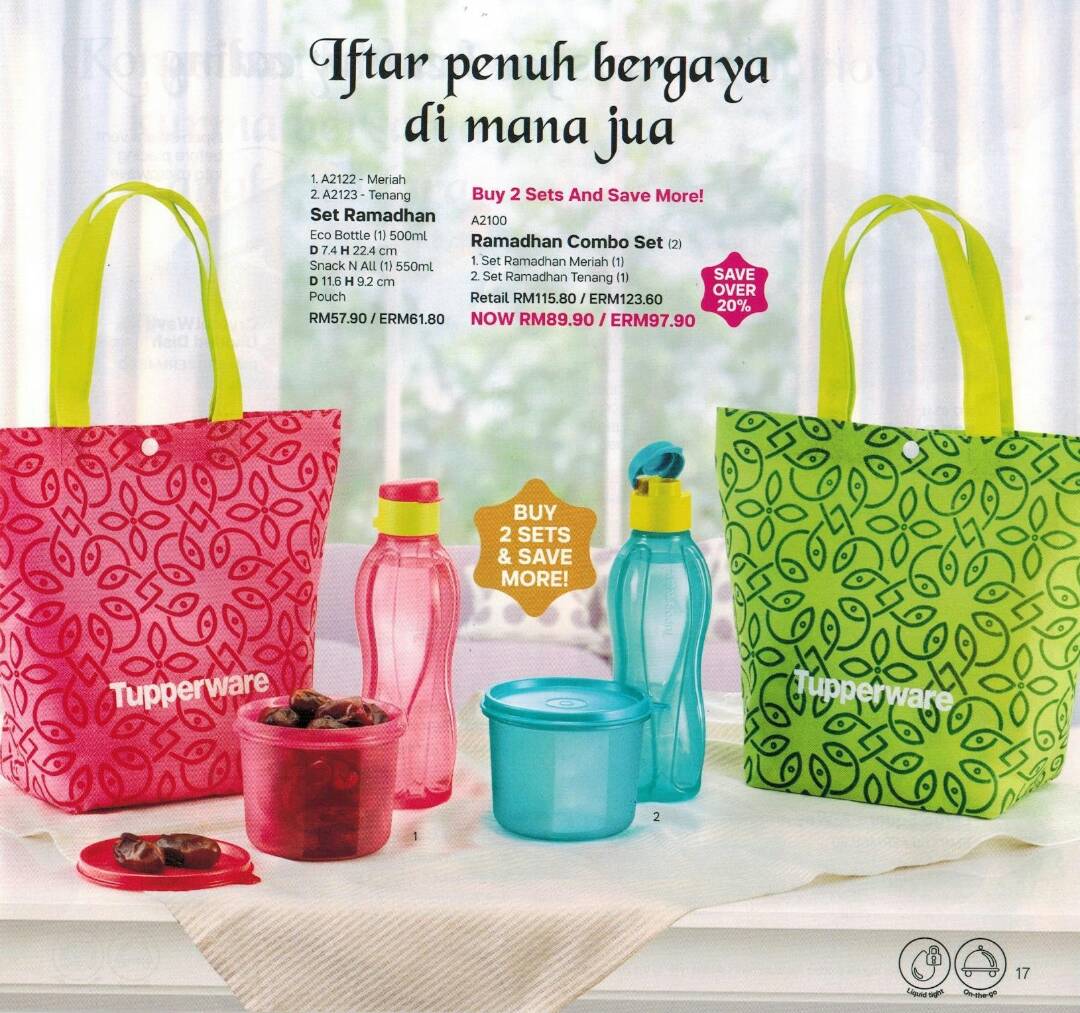 Iftar penuh bergaya
di mana jua
1. A2122 - Meriah
2. A2123 - Tenang
Set Ramadhan
Eco Bottle (1) 500ml
D 7.4 H 22.4 cm
Snack N All (1) 550ml
D 11.6 H 9.2 cm
Pouch
RM57.90 / ERM61.80
Buy 2 Sets And Save More!
A2100
Ramadhan Combo Set (2)
1. Set Ramadhan Meriah (1)
2. Set Ramadhan Tenang (1)
Retail RM115.80 / ERM123.60
NOW RM89.90 / ERM97.90
SAVE
OVER
20%
BUY
2 SETS
& SAVE
MORE!
Tupperware
Tupperware
1
2
Liquid tight
On-the-go
17